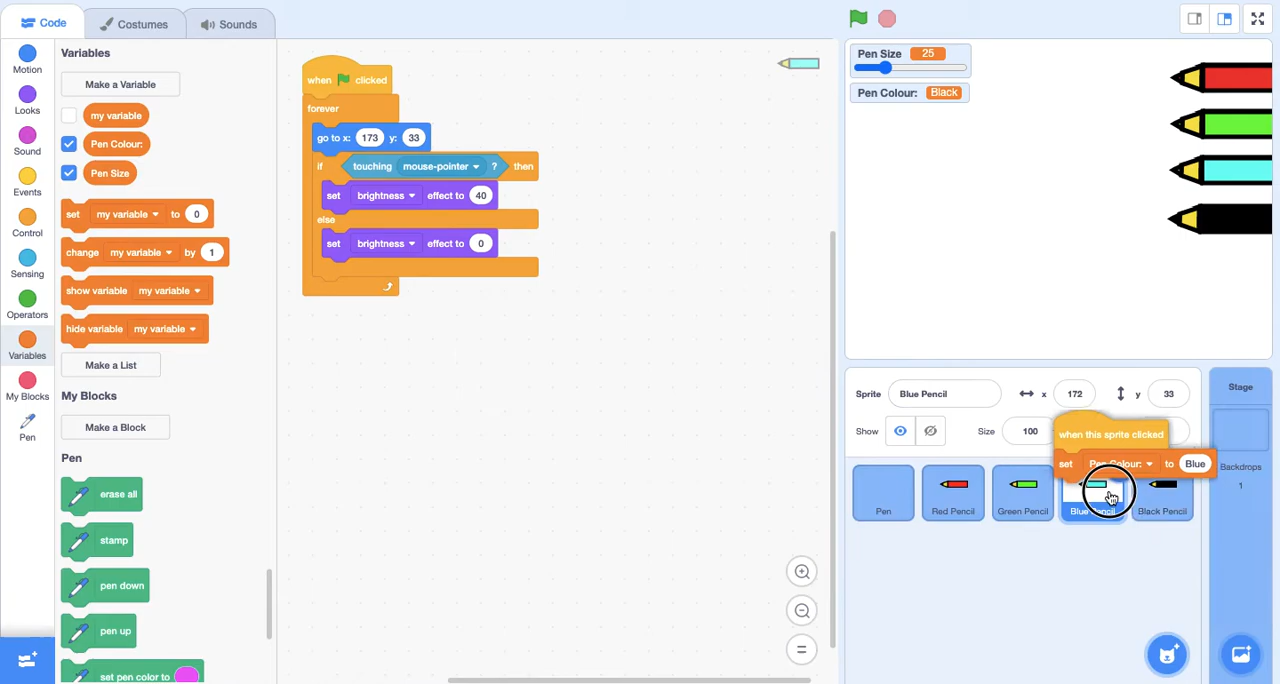 Code
Costumes
Sounds
Motion
Looks
Sound
Events
Control
Sensing
Operators
Variables
My Blocks
Pen
Variables
Make a Variable
my variable
Pen Colour:
Pen Size
set my variable to 0
change my variable by 1
show variable my variable
hide variable my variable
Make a List
My Blocks
Make a Block
Pen
erase all
stamp
pen down
pen up
set pen color to
when clicked
forever
go to x: 173 y: 33
if touching mouse-pointer ? then
set brightness effect to 40
else
set brightness effect to 0
Pen Size 25
Pen Colour: Black
Sprite Blue Pencil x 172 y 33
Show Size 100
when this sprite clicked
set Pen Colour: to Blue
Pen
Red Pencil
Green Pencil
Blue Pencil
Black Pencil
Stage
Backdrops
1